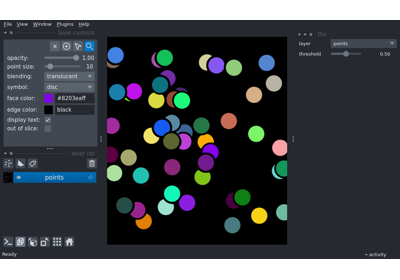 File View Window Plugins Help
layer controls
opacity: 1.00
point size: 10
blending: translucent
symbol: disc
face color: #8203eaff
edge color: black
display text: ✓
out of slice:
layer list
points
Ready
layer points
threshold 0.50
activity